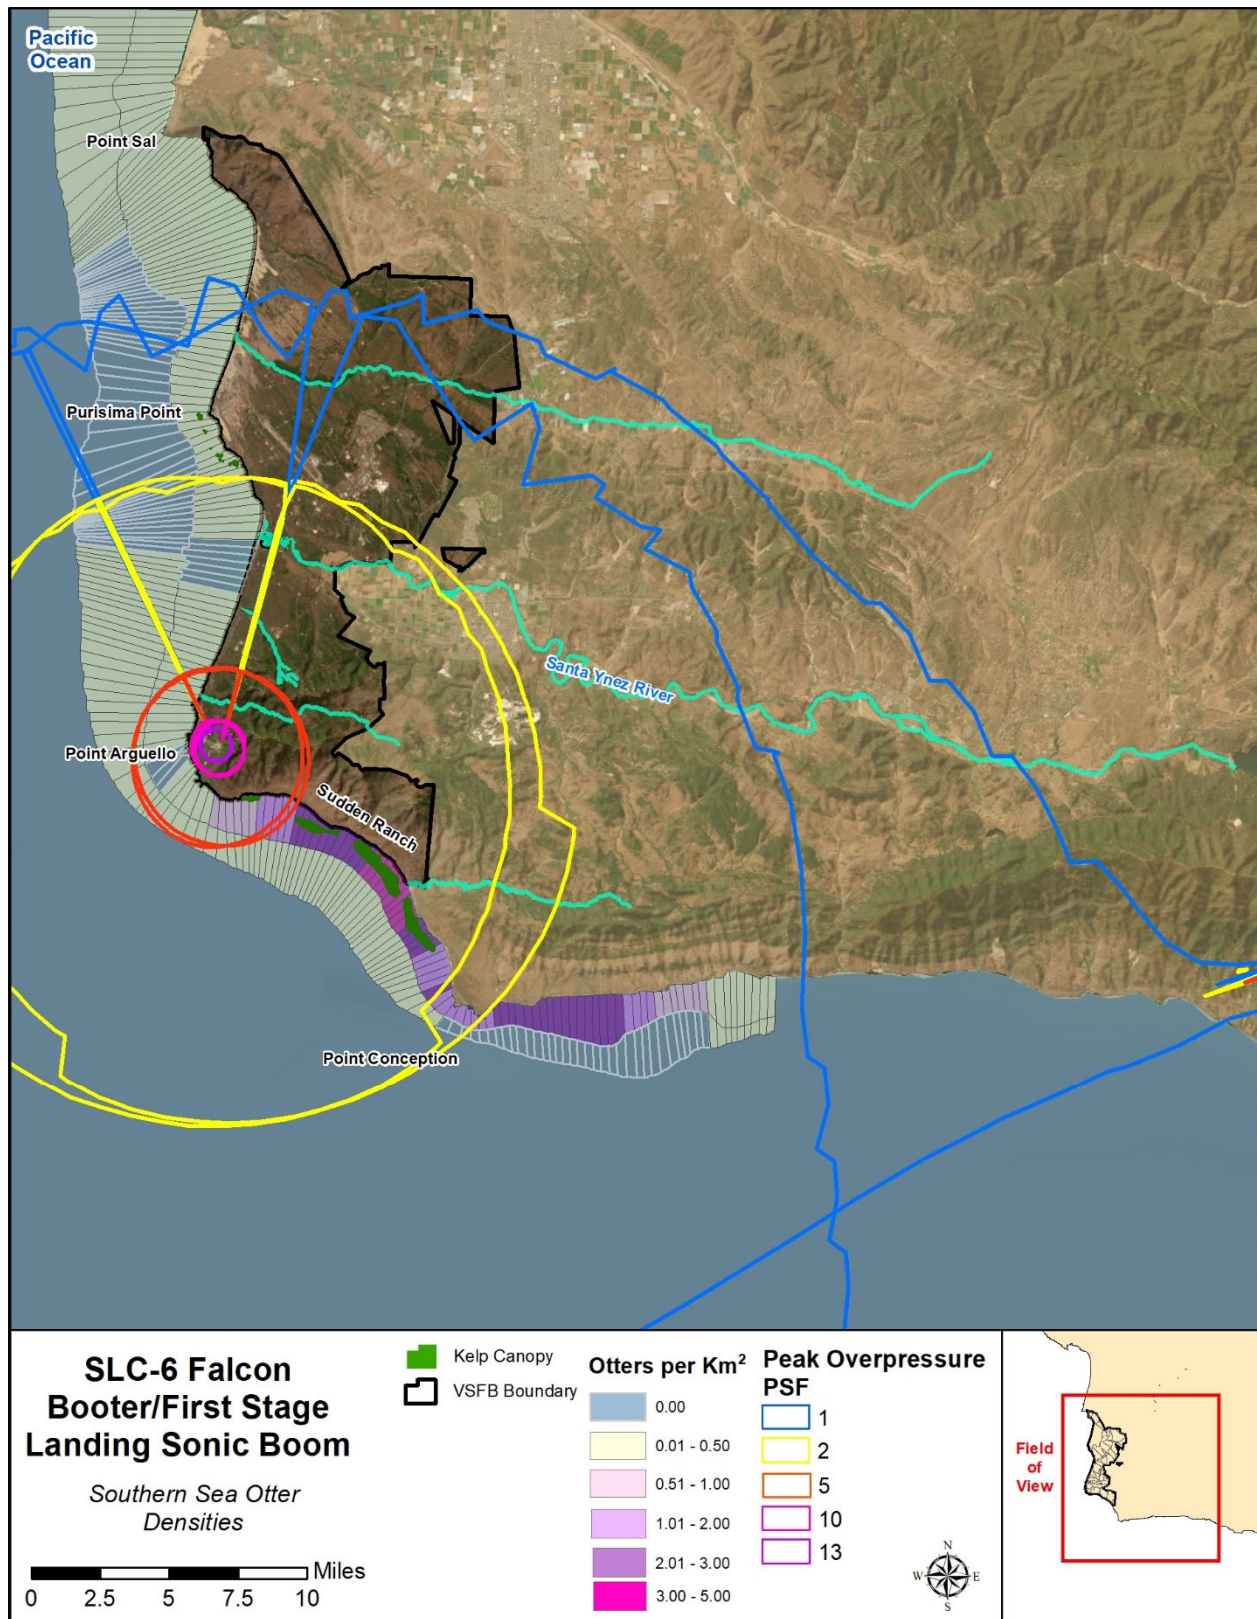 Pacific
Ocean
Point Sal
Purisima Point
Santa Ynez River
Point Arguello
Sudden Ranch
Point Conception
SLC-6 Falcon
Booter/First Stage
Landing Sonic Boom
Southern Sea Otter
Densities
Miles
0 2.5 5 7.5 10
Kelp Canopy
VSFB Boundary
Otters per Km²
0.00
0.01 - 0.50
0.51 - 1.00
1.01 - 2.00
2.01 - 3.00
3.00 - 5.00
Peak Overpressure
PSF
1
2
5
10
13
N
W E
S
Field
of
View